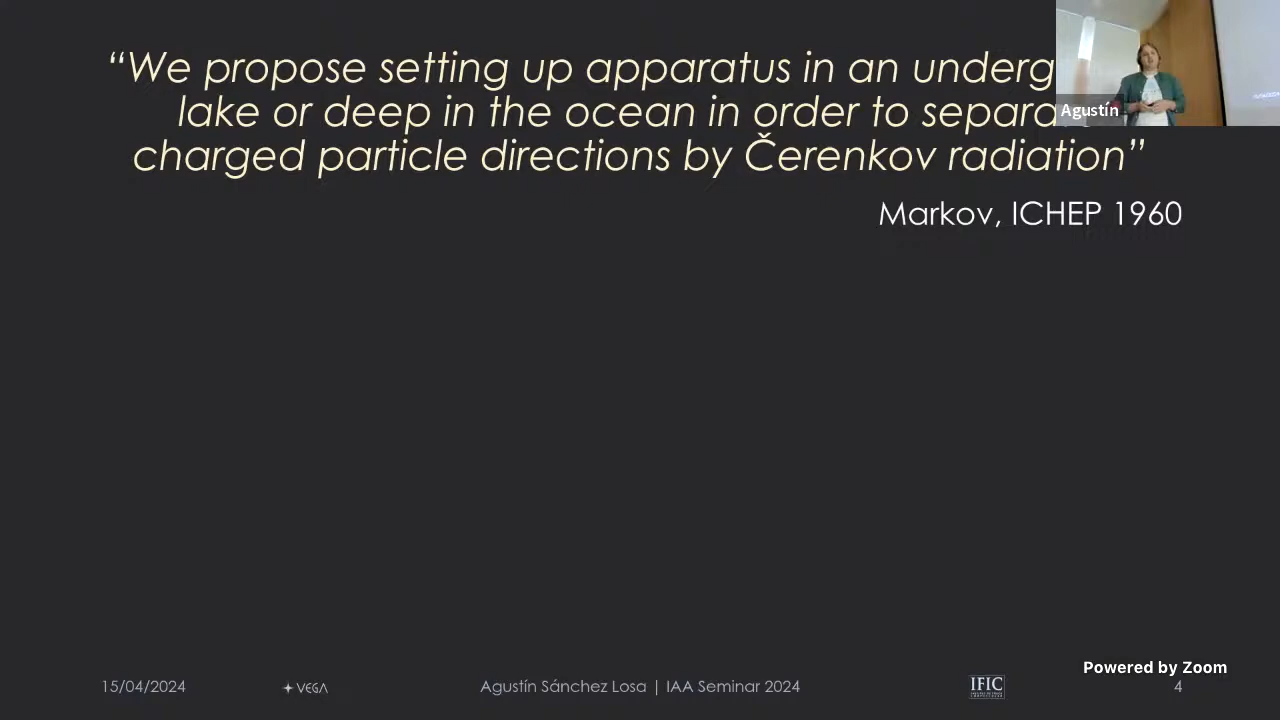 “We propose setting up apparatus in an underg
lake or deep in the ocean in order to separa
charged particle directions by Čerenkov radiation”
Agustín
Markov, ICHEP 1960
Powered by Zoom
15/04/2024
VEGA
Agustín Sánchez Losa | IAA Seminar 2024
IFIC
4